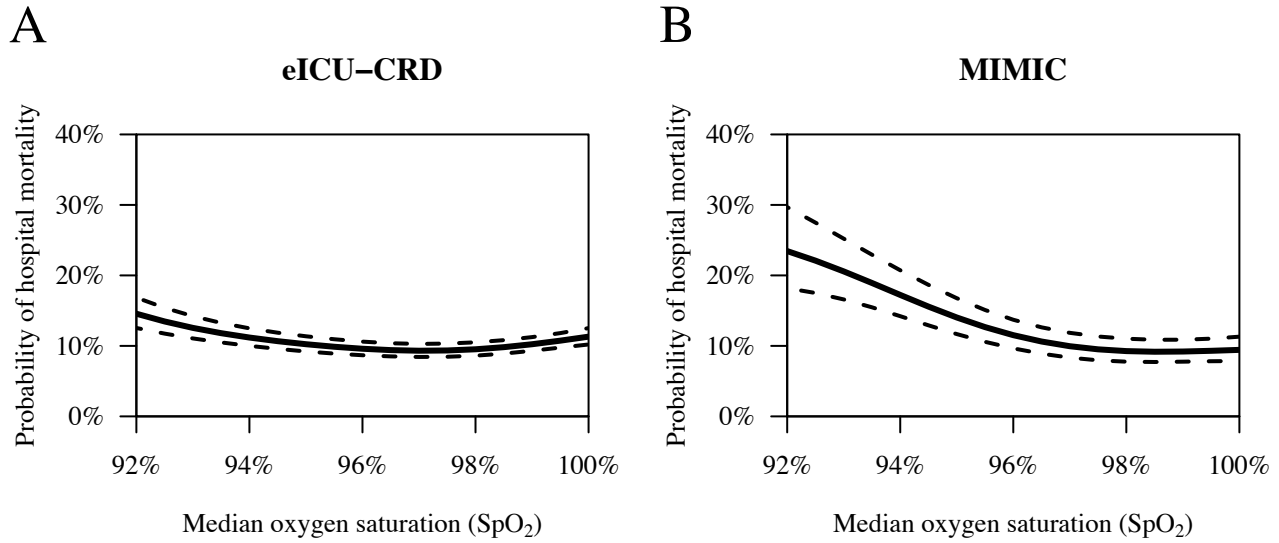 A
eICU−CRD
Probability of hospital mortality
40%
30%
20%
10%
0%
92% 94% 96% 98% 100%
Median oxygen saturation (SpO₂)
B
MIMIC
Probability of hospital mortality
40%
30%
20%
10%
0%
92% 94% 96% 98% 100%
Median oxygen saturation (SpO₂)